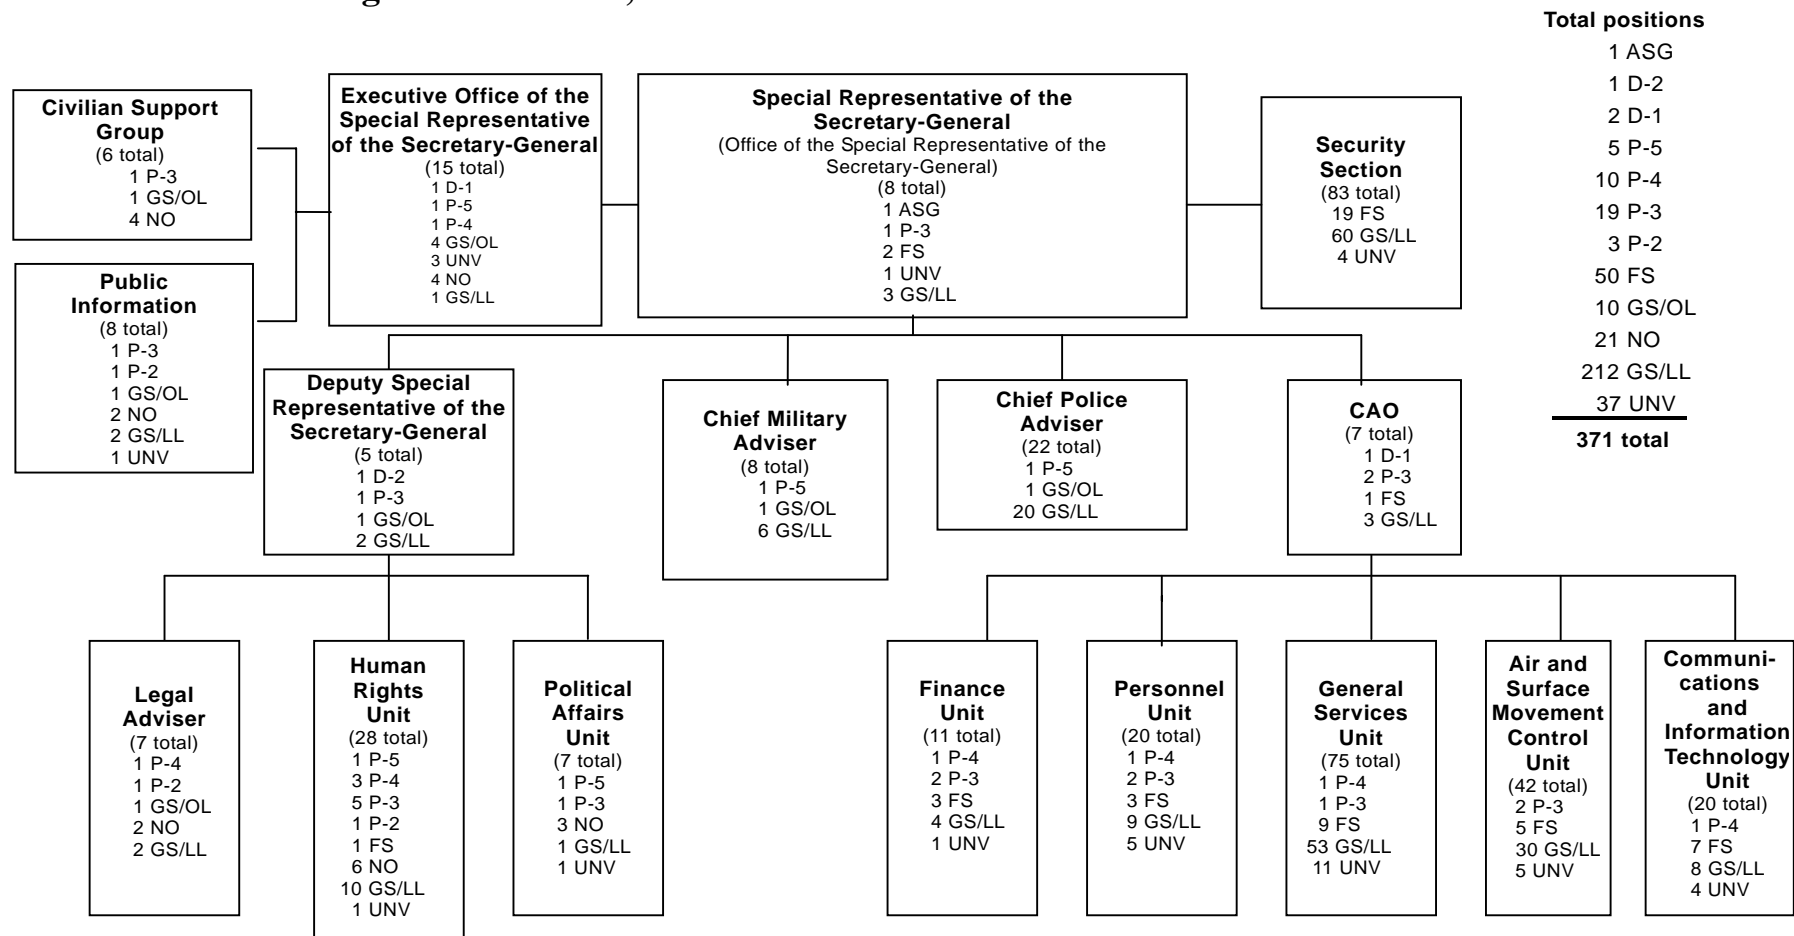 Total positions
1 ASG
1 D-2
2 D-1
5 P-5
10 P-4
19 P-3
3 P-2
50 FS
10 GS/OL
21 NO
212 GS/LL
37 UNV
371 total
Civilian Support
Group
(6 total)
1 P-3
1 GS/OL
4 NO
Public
Information
(8 total)
1 P-3
1 P-2
1 GS/OL
2 NO
2 GS/LL
1 UNV
Executive Office of the
Special Representative
of the Secretary-General
(15 total)
1 D-1
1 P-5
1 P-4
4 GS/OL
3 UNV
4 NO
1 GS/LL
Special Representative of the
Secretary-General
(Office of the Special Representative of the
Secretary-General)
(8 total)
1 ASG
1 P-3
2 FS
1 UNV
3 GS/LL
Security
Section
(83 total)
19 FS
60 GS/LL
4 UNV
Deputy Special
Representative of the
Secretary-General
(5 total)
1 D-2
1 P-3
1 GS/OL
2 GS/LL
Chief Military
Adviser
(8 total)
1 P-5
1 GS/OL
6 GS/LL
Chief Police
Adviser
(22 total)
1 P-5
1 GS/OL
20 GS/LL
CAO
(7 total)
1 D-1
2 P-3
1 FS
3 GS/LL
Legal
Adviser
(7 total)
1 P-4
1 P-2
1 GS/OL
2 NO
2 GS/LL
Human
Rights
Unit
(28 total)
1 P-5
3 P-4
5 P-3
1 P-2
1 FS
6 NO
10 GS/LL
1 UNV
Political
Affairs
Unit
(7 total)
1 P-5
1 P-3
3 NO
1 GS/LL
1 UNV
Finance
Unit
(11 total)
1 P-4
2 P-3
3 FS
4 GS/LL
1 UNV
Personnel
Unit
(20 total)
1 P-4
2 P-3
3 FS
9 GS/LL
5 UNV
General
Services
Unit
(75 total)
1 P-4
1 P-3
9 FS
53 GS/LL
11 UNV
Air and
Surface
Movement
Control
Unit
(42 total)
2 P-3
5 FS
30 GS/LL
5 UNV
Communi-
cations
and
Information
Technology
Unit
(20 total)
1 P-4
7 FS
8 GS/LL
4 UNV